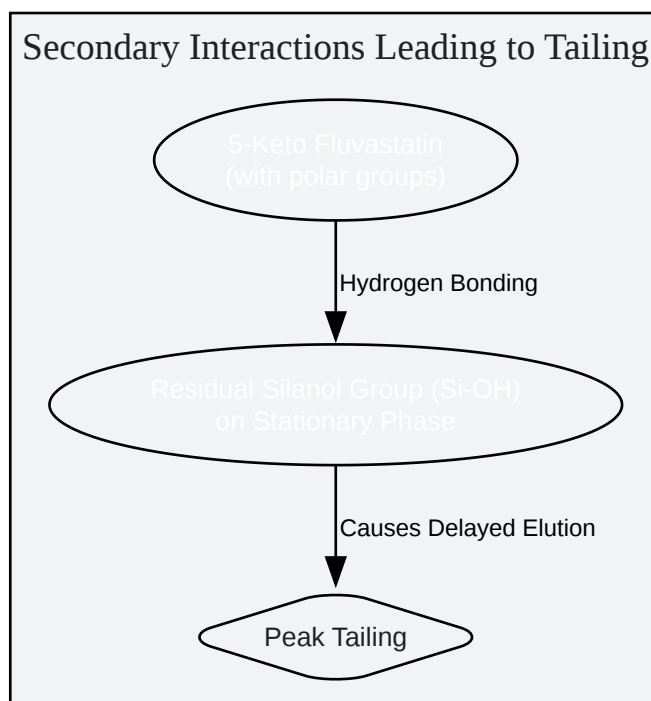 Secondary Interactions Leading to Tailing
5-Keto Fluvastatin
(with polar groups)
Hydrogen Bonding
Residual Silanol Group (Si-OH)
on Stationary Phase
Causes Delayed Elution
Peak Tailing